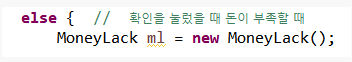 else {  //  확인을 눌렀을 때 돈이 부족할 때
MoneyLack ml = new MoneyLack();